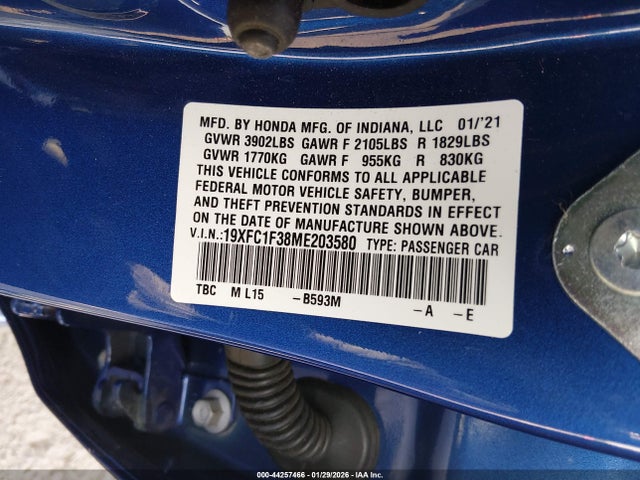 MFD. BY HONDA MFG. OF INDIANA, LLC 01/'21
GVWR 3902LBS GAWR F 2105LBS R 1829LBS
GVWR 1770KG GAWR F 955KG R 830KG
THIS VEHICLE CONFORMS TO ALL APPLICABLE
FEDERAL MOTOR VEHICLE SAFETY, BUMPER,
AND THEFT PREVENTION STANDARDS IN EFFECT
ON THE DATE OF MANUFACTURE SHOWN ABOVE.
V.I.N.:19XFC1F38ME203580 TYPE: PASSENGER CAR
TBC M L15 -B593M -A -E
000-44257466 - 01/29/2026 - IAA Inc.